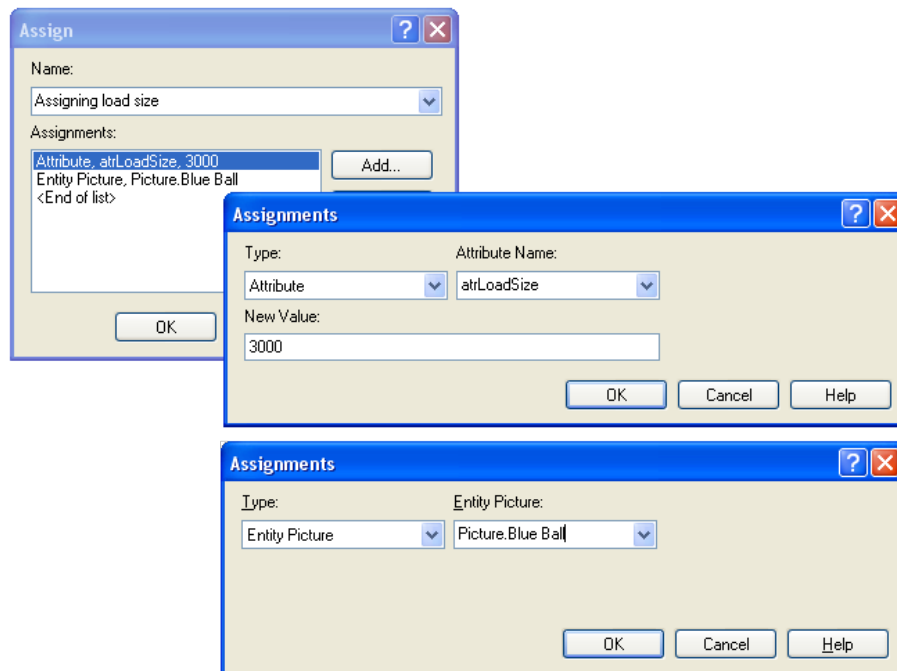 Assign
Name:
Assigning load size
Assignments:
Attribute, atrLoadSize, 3000
Entity Picture, Picture.Blue Ball
<End of list>
Add...
OK
Assignments
Type:
Attribute Name:
Attribute
atrLoadSize
New Value:
3000
OK
Cancel
Help
Assignments
Type:
Entity Picture:
Entity Picture
Picture.Blue Ball
OK
Cancel
Help